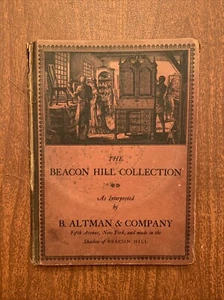 THE
BEACON HILL COLLECTION
As Interpreted
by
B. ALTMAN & COMPANY
Fifth Avenue, New York, and made in the
Shadow of BEACON HILL